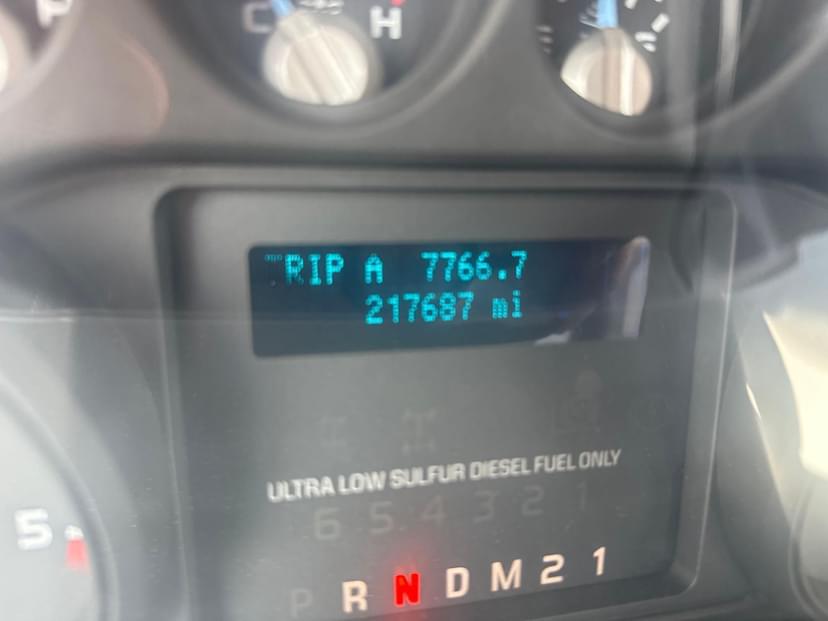 C H
TRIP A 7766.7
217687 mi
ULTRA LOW SULFUR DIESEL FUEL ONLY
6 5 4 3 2 1
5
P R N D M 2 1